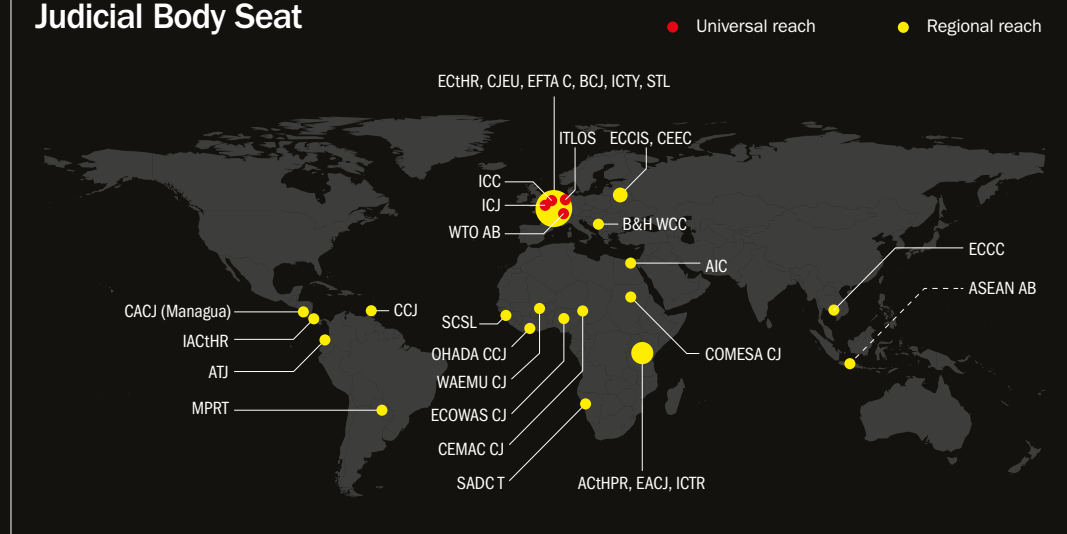 Judicial Body Seat
Universal reach
Regional reach
ECtHR, CJEU, EFTA C, BCJ, ICTY, STL
ITLOS
ECCIS, CEEC
ICC
ICJ
WTO AB
B&H WCC
AIC
ECCC
ASEAN AB
CACJ (Managua)
CCJ
IACtHR
ATJ
MPRT
SCSL
OHADA CCJ
WAEMU CJ
ECOWAS CJ
CEMAC CJ
SADC T
COMESA CJ
ACtHPR, EACJ, ICTR